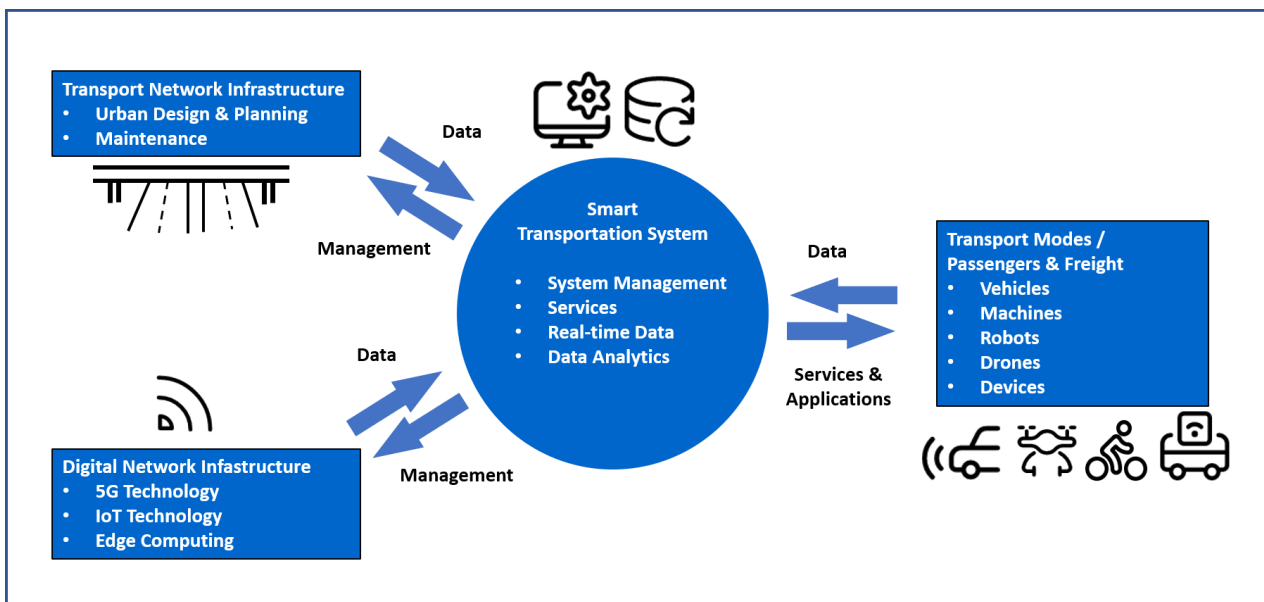 Transport Network Infrastructure
• Urban Design & Planning
• Maintenance
Data
Management
Smart
Transportation System
• System Management
• Services
• Real-time Data
• Data Analytics
Data
Services &
Applications
Transport Modes /
Passengers & Freight
• Vehicles
• Machines
• Robots
• Drones
• Devices
Data
Management
Digital Network Infastructure
• 5G Technology
• IoT Technology
• Edge Computing